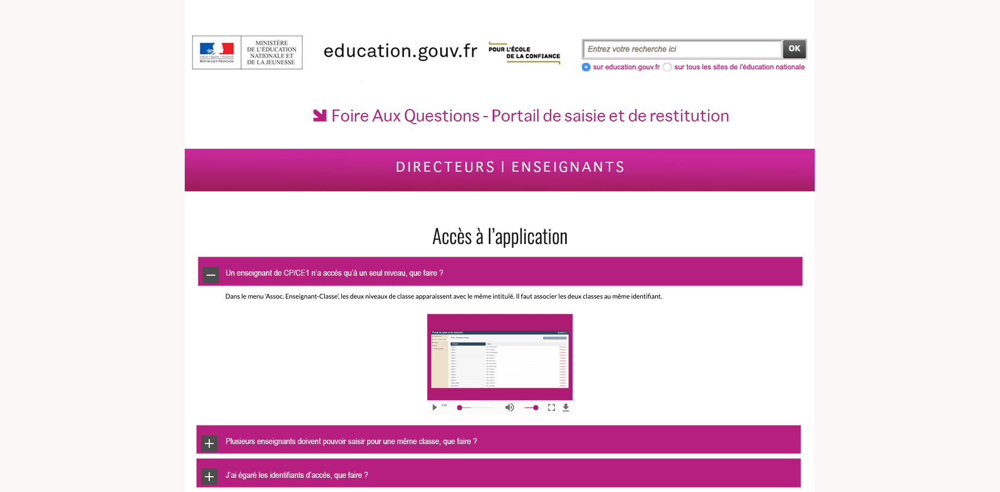 MINISTÈRE
DE L'ÉDUCATION
NATIONALE ET
DE LA JEUNESSE
Liberté • Égalité • Fraternité
RÉPUBLIQUE FRANÇAISE
education.gouv.fr
POUR L'ÉCOLE
DE LA CONFIANCE
Entrez votre recherche ici
OK
sur education.gouv.fr
sur tous les sites de l'éducation nationale
Foire Aux Questions - Portail de saisie et de restitution
DIRECTEURS | ENSEIGNANTS
Accès à l’application
Un enseignant de CP/CE1 n’a accès qu’à un seul niveau, que faire ?
Dans le menu ‘Assoc. Enseignant-Classe’, les deux niveaux de classe apparaissent avec le même intitulé. Il faut associer les deux classes au même identifiant.
Portail de saisie et de restitution
0:00
Plusieurs enseignants doivent pouvoir saisir pour une même classe, que faire ?
J’ai égaré les identifiants d’accès, que faire ?